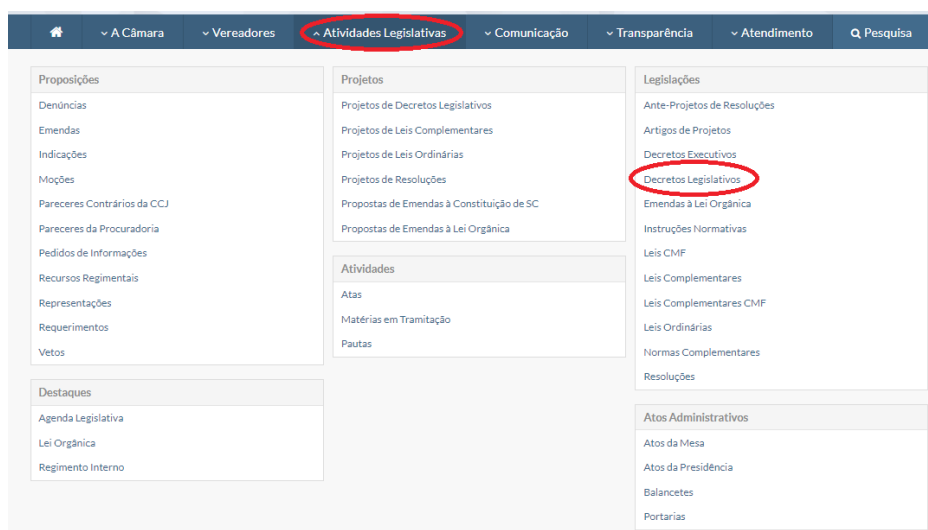 A Câmara Vereadores Atividades Legislativas Comunicação Transparência Atendimento Pesquisa
Proposições
Denúncias
Emendas
Indicações
Moções
Pareceres Contrários da CCJ
Pareceres da Procuradoria
Pedidos de Informações
Recursos Regimentais
Representações
Requerimentos
Vetos
Destaques
Agenda Legislativa
Lei Orgânica
Regimento Interno
Projetos
Projetos de Decretos Legislativos
Projetos de Leis Complementares
Projetos de Leis Ordinárias
Projetos de Resoluções
Propostas de Emendas à Constituição de SC
Propostas de Emendas à Lei Orgânica
Atividades
Atas
Matérias em Tramitação
Pautas
Legislações
Ante-Projetos de Resoluções
Artigos de Projetos
Decretos Executivos
Decretos Legislativos
Emendas à Lei Orgânica
Instruções Normativas
Leis CMF
Leis Complementares
Leis Complementares CMF
Leis Ordinárias
Normas Complementares
Resoluções
Atos Administrativos
Atos da Mesa
Atos da Presidência
Balancetes
Portarias